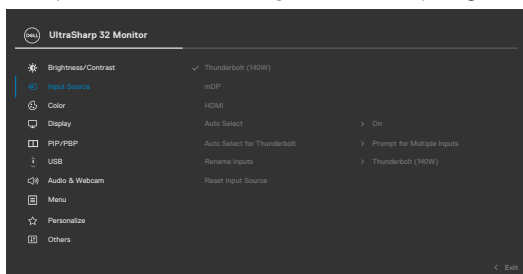 DELL UltraSharp 32 Monitor
Brightness/Contrast ✓ Thunderbolt (140W)
Input Source mDP
Color HDMI
Display Auto Select > On
PIP/PBP Auto Select for Thunderbolt > Prompt for Multiple Inputs
USB Rename Inputs > Thunderbolt (140W)
Audio & Webcam Reset Input Source
Menu
Personalize
Others
< Exit